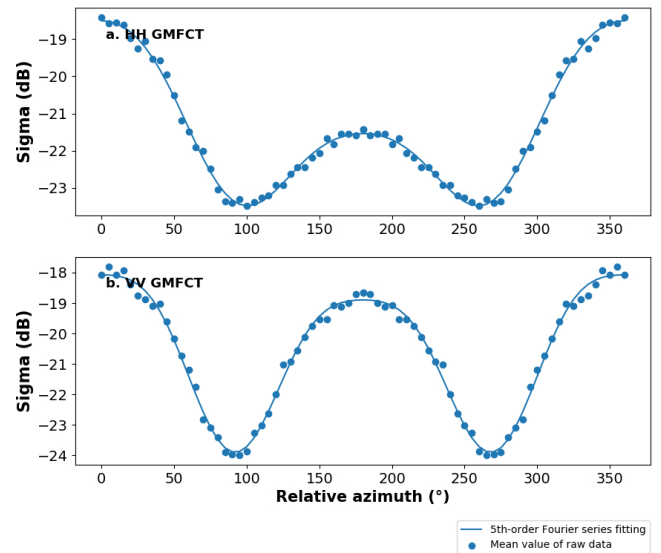 a. HH GMFCT
Sigma (dB)
−19
−20
−21
−22
−23
0 50 100 150 200 250 300 350
b. VV GMFCT
Sigma (dB)
−18
−19
−20
−21
−22
−23
−24
0 50 100 150 200 250 300 350
Relative azimuth (°)
5th-order Fourier series fitting
Mean value of raw data